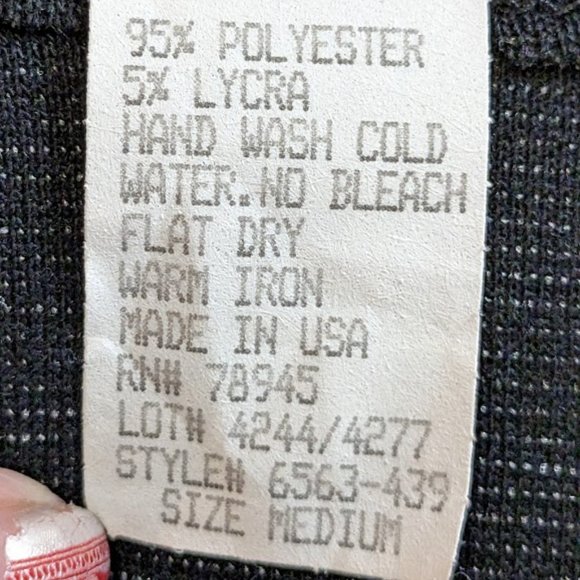 95% POLYESTER
5% LYCRA
HAND WASH COLD
WATER.NO BLEACH
FLAT DRY
WARM IRON
MADE IN USA
RN# 78945
LOT# 4244/4277
STYLE# 6563-439
SIZE MEDIUM